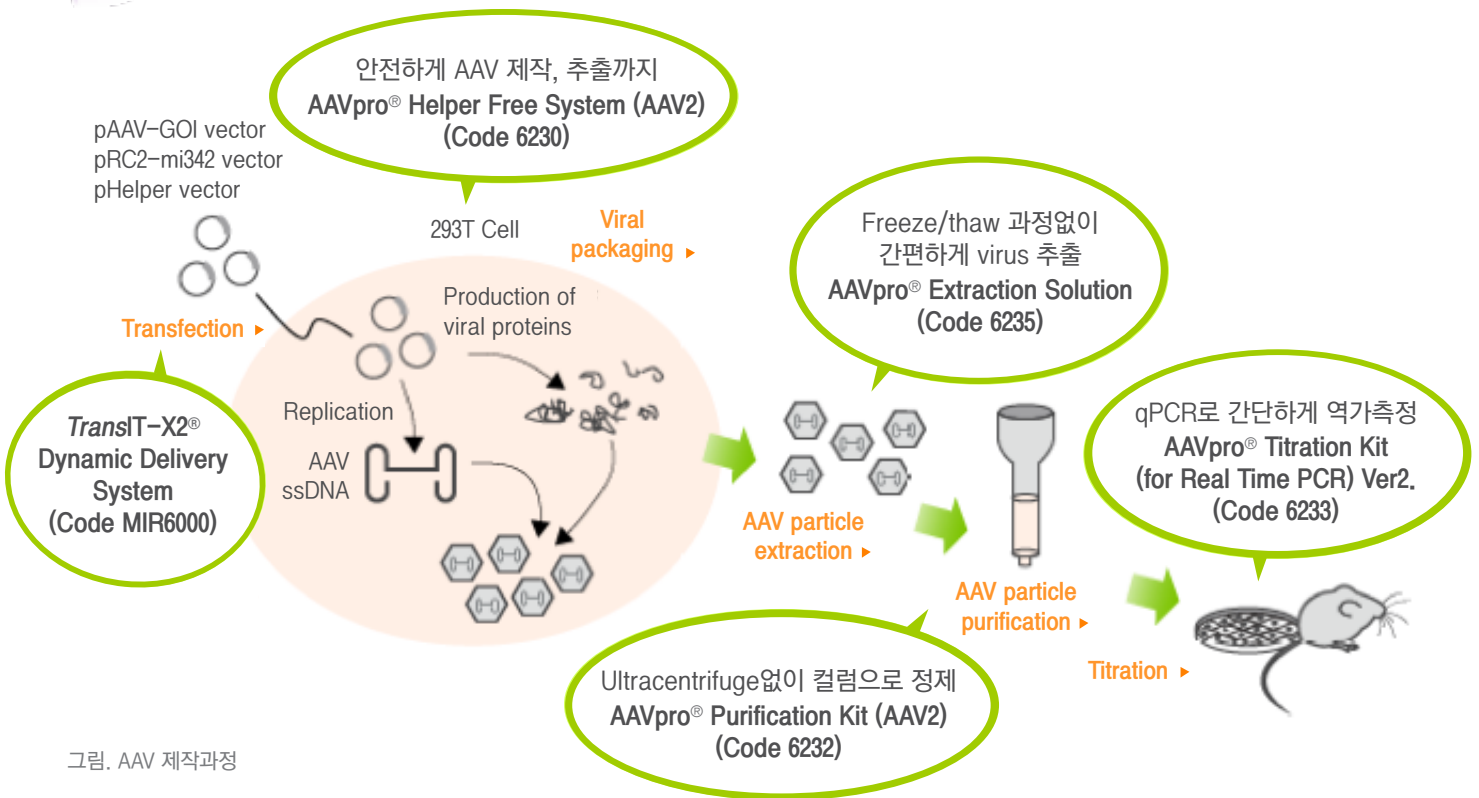 안전하게 AAV 제작, 추출까지
AAVpro® Helper Free System (AAV2)
(Code 6230)
pAAV-GOI vector
pRC2-mi342 vector
pHelper vector
293T Cell
Viral
packaging ▸
Freeze/thaw 과정없이
간편하게 virus 추출
AAVpro® Extraction Solution
(Code 6235)
Transfection ▸
Production of
viral proteins
TransIT-X2®
Dynamic Delivery
System
(Code MIR6000)
Replication
AAV
ssDNA
qPCR로 간단하게 역가측정
AAVpro® Titration Kit
(for Real Time PCR) Ver2.
(Code 6233)
AAV particle
extraction ▸
AAV particle
purification ▸
Titration ▸
Ultracentrifuge없이 컬럼으로 정제
AAVpro® Purification Kit (AAV2)
(Code 6232)
그림. AAV 제작과정